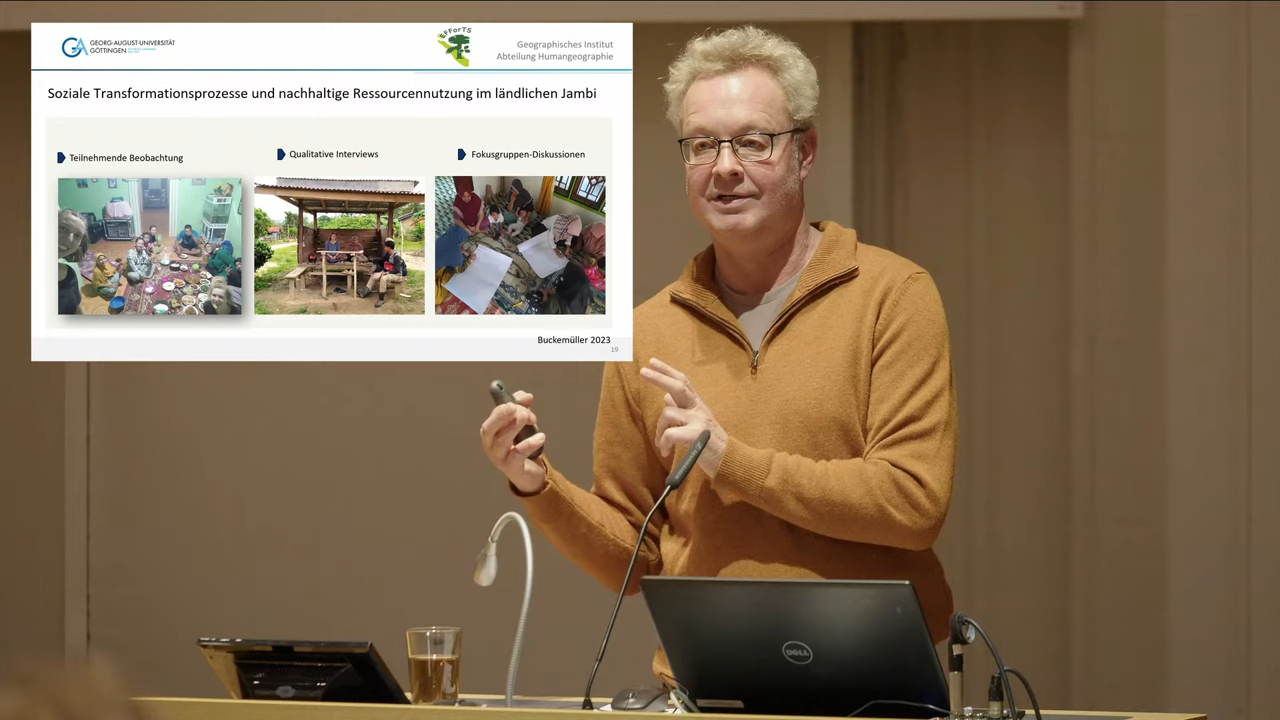 GEORG-AUGUST-UNIVERSITÄT
GÖTTINGEN
EFForTS
Geographisches Institut
Abteilung Humangeographie
Soziale Transformationsprozesse und nachhaltige Ressourcennutzung im ländlichen Jambi
Teilnehmende Beobachtung
Qualitative Interviews
Fokusgruppen-Diskussionen
Buckemüller 2023
19
DELL